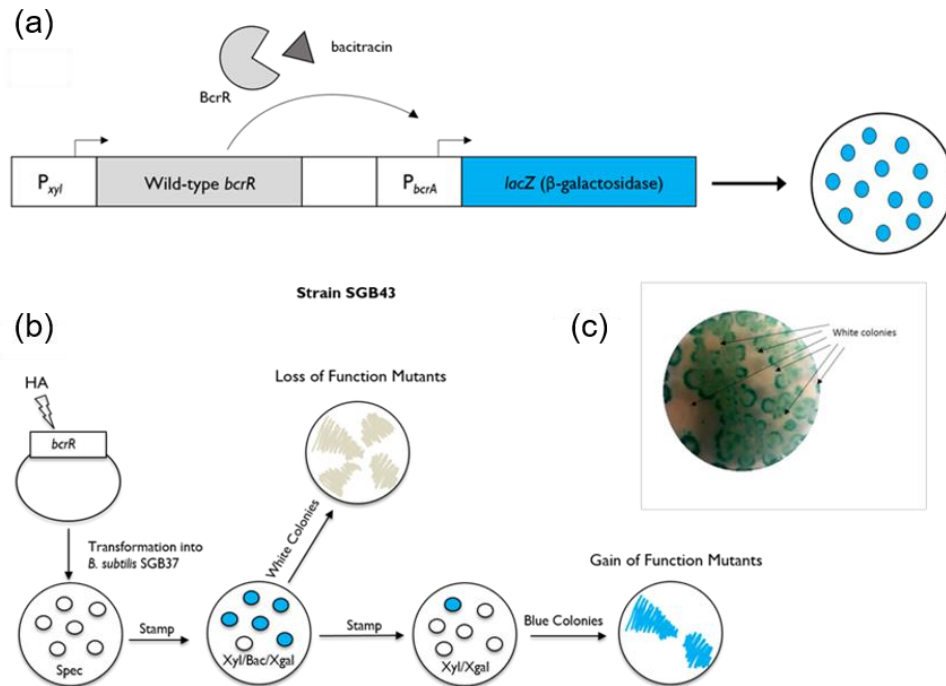 (a)
bacitracin
BcrR
Pxyl
Wild-type bcrR
PbcrA
lacZ (β-galactosidase)
Strain SGB43
(b)
(c)
White colonies
Loss of Function Mutants
HA
bcrR
White Colonies
Transformation into
B. subtilis SGB37
Gain of Function Mutants
Spec
Stamp
Xyl/Bac/Xgal
Stamp
Xyl/Xgal
Blue Colonies